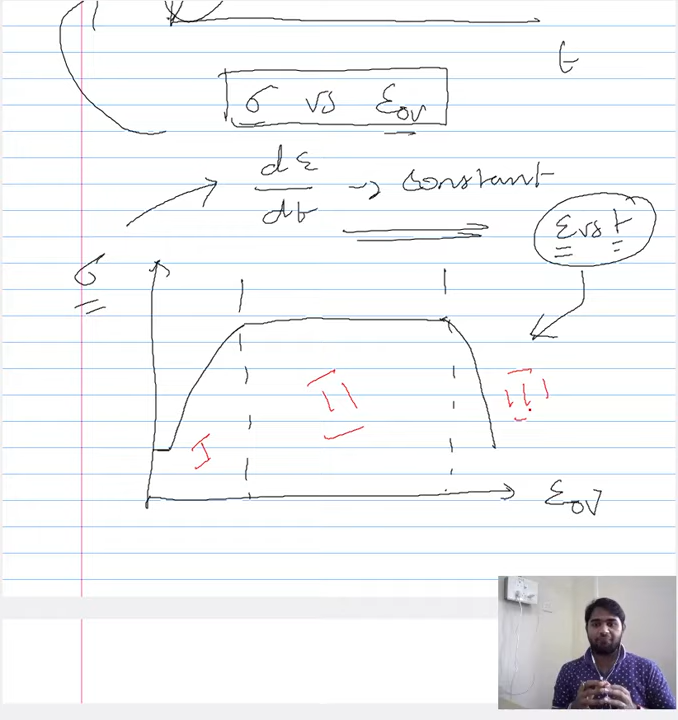 t
σ vs ε_ov
dε/dt → constant
ε vs t
σ
I II III
ε_ov